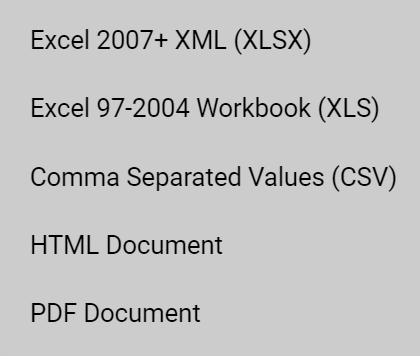 Excel 2007+ XML (XLSX)
Excel 97-2004 Workbook (XLS)
Comma Separated Values (CSV)
HTML Document
PDF Document